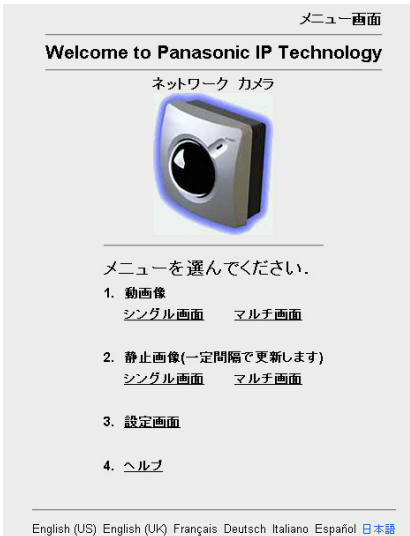 メニュー画面
Welcome to Panasonic IP Technology
ネットワーク カメラ
メニューを選んでください.
1. 動画像
シングル画面 マルチ画面
2. 静止画像(一定間隔で更新します)
シングル画面 マルチ画面
3. 設定画面
4. ヘルプ
English (US) English (UK) Français Deutsch Italiano Español 日本語